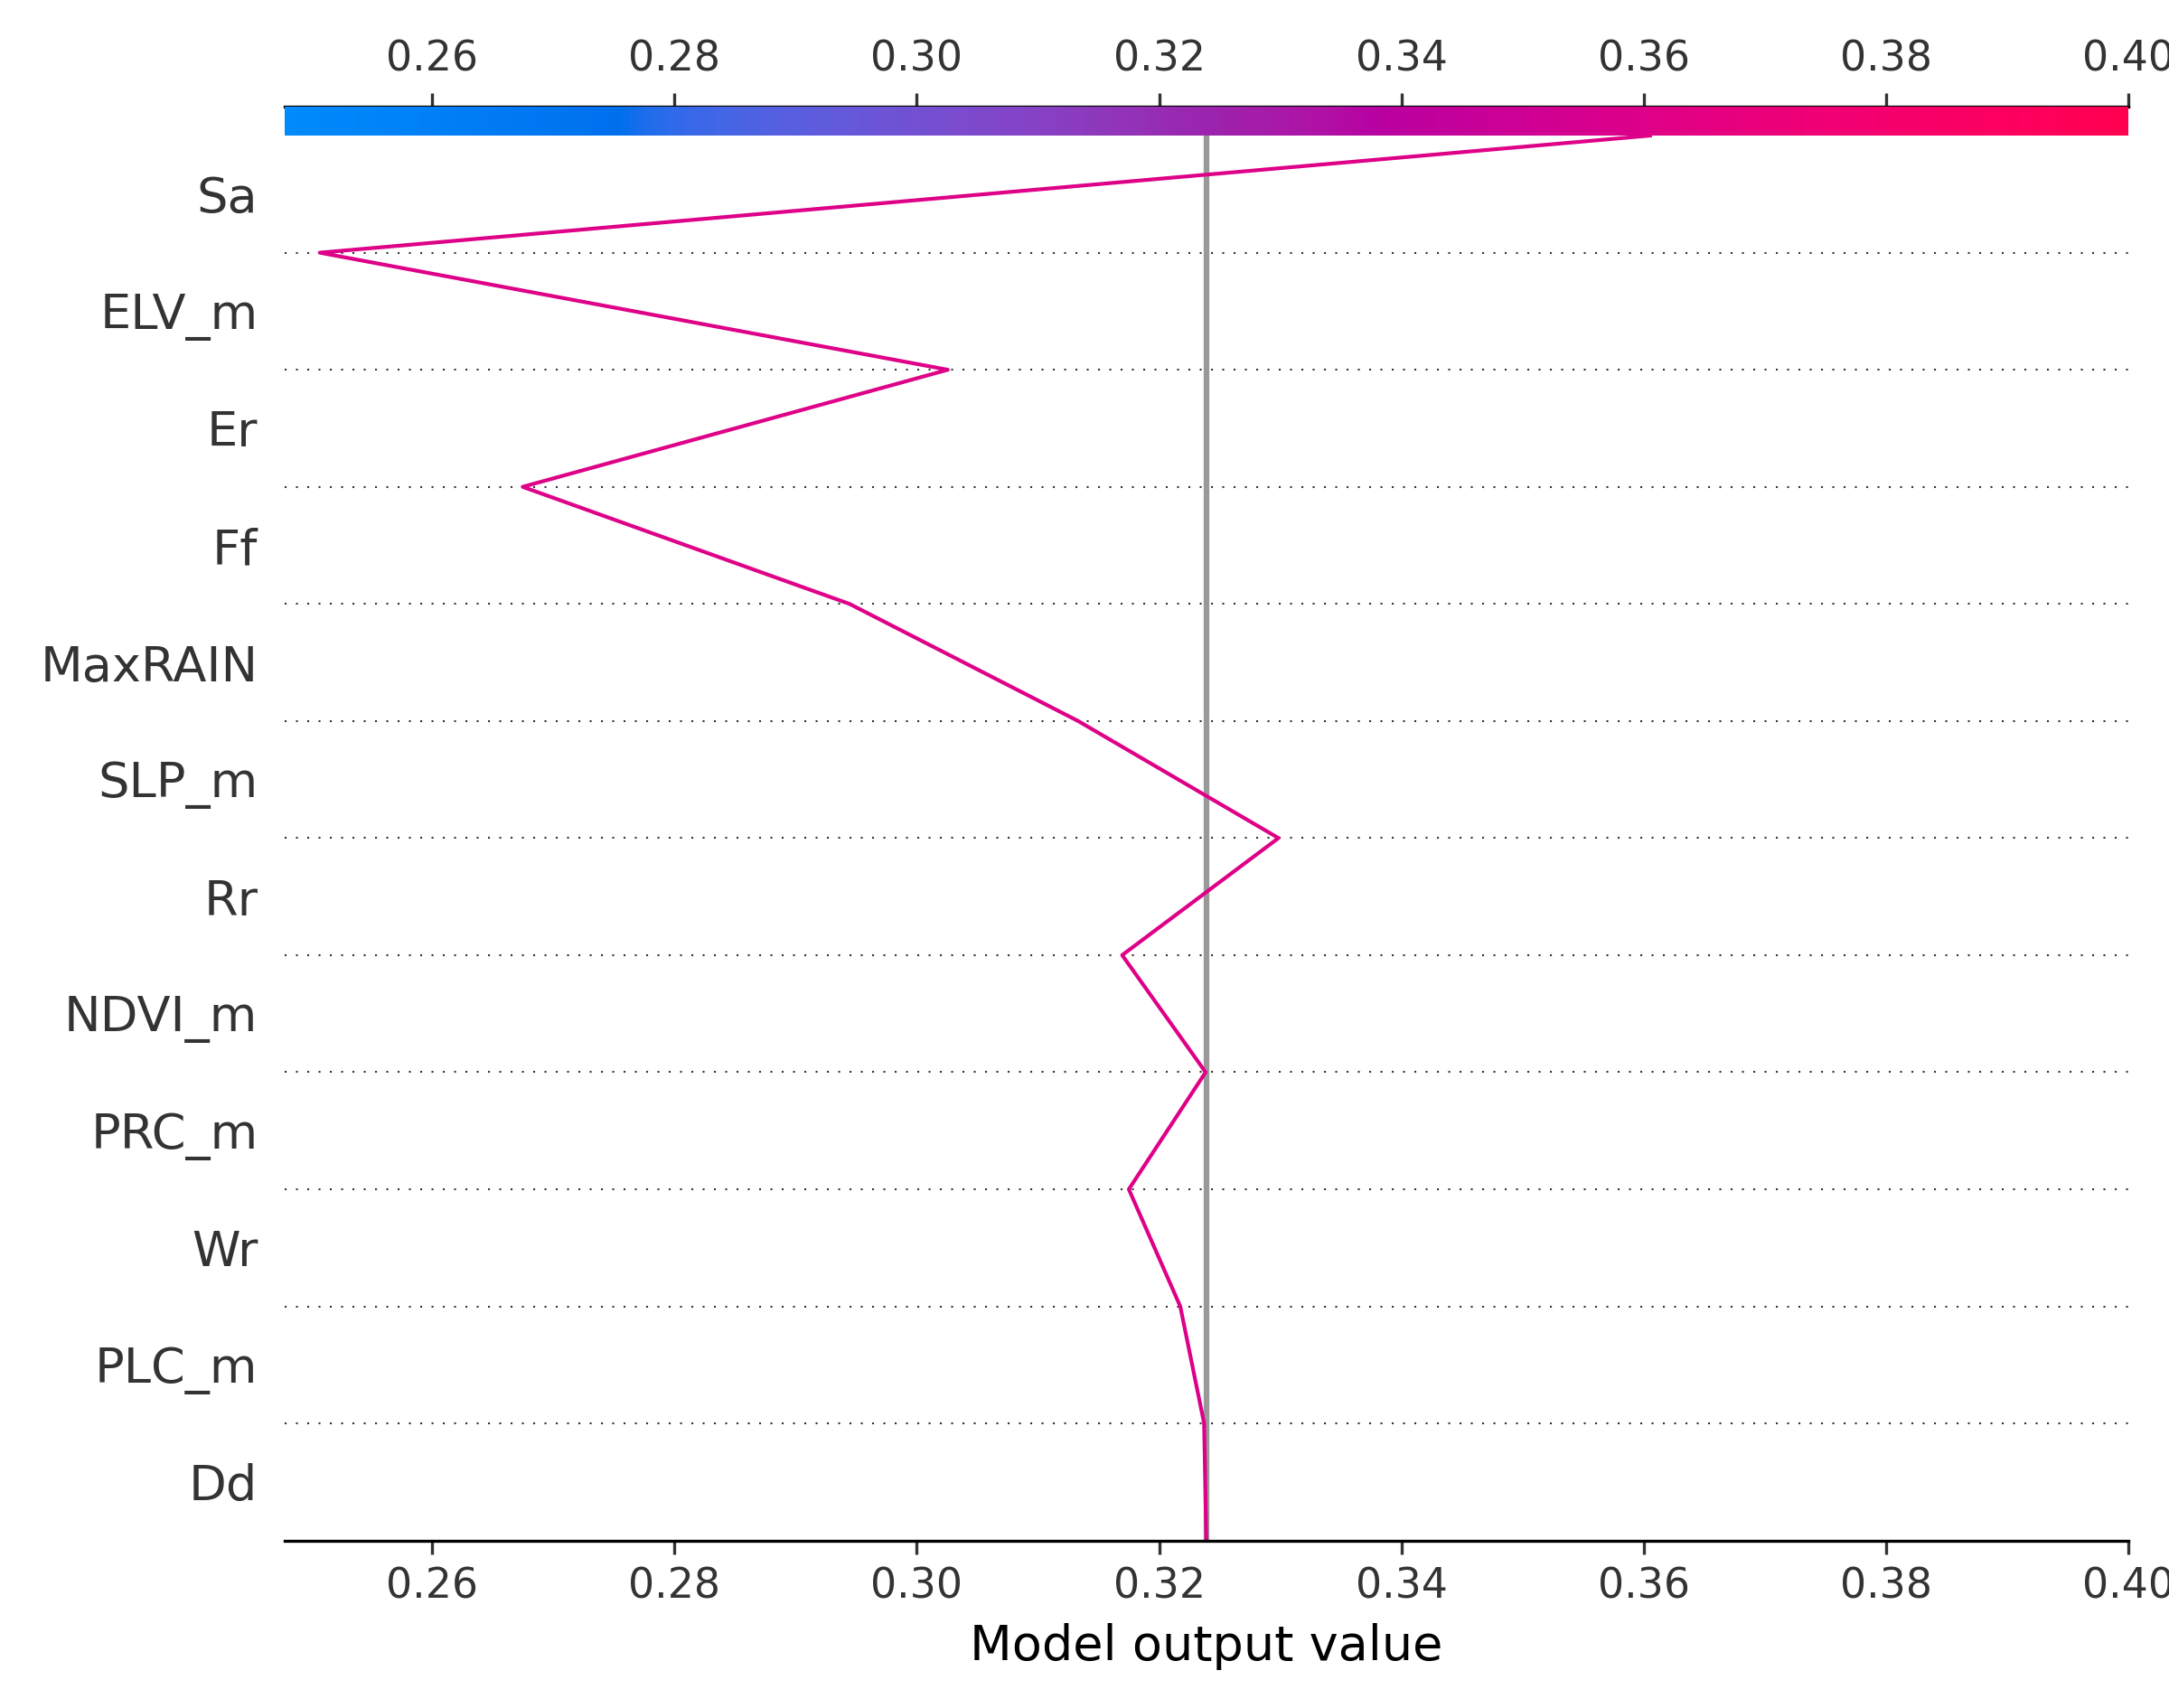 0.26 0.28 0.30 0.32 0.34 0.36 0.38 0.40
Sa
ELV_m
Er
Ff
MaxRAIN
SLP_m
Rr
NDVI_m
PRC_m
Wr
PLC_m
Dd
0.26 0.28 0.30 0.32 0.34 0.36 0.38 0.40
Model output value